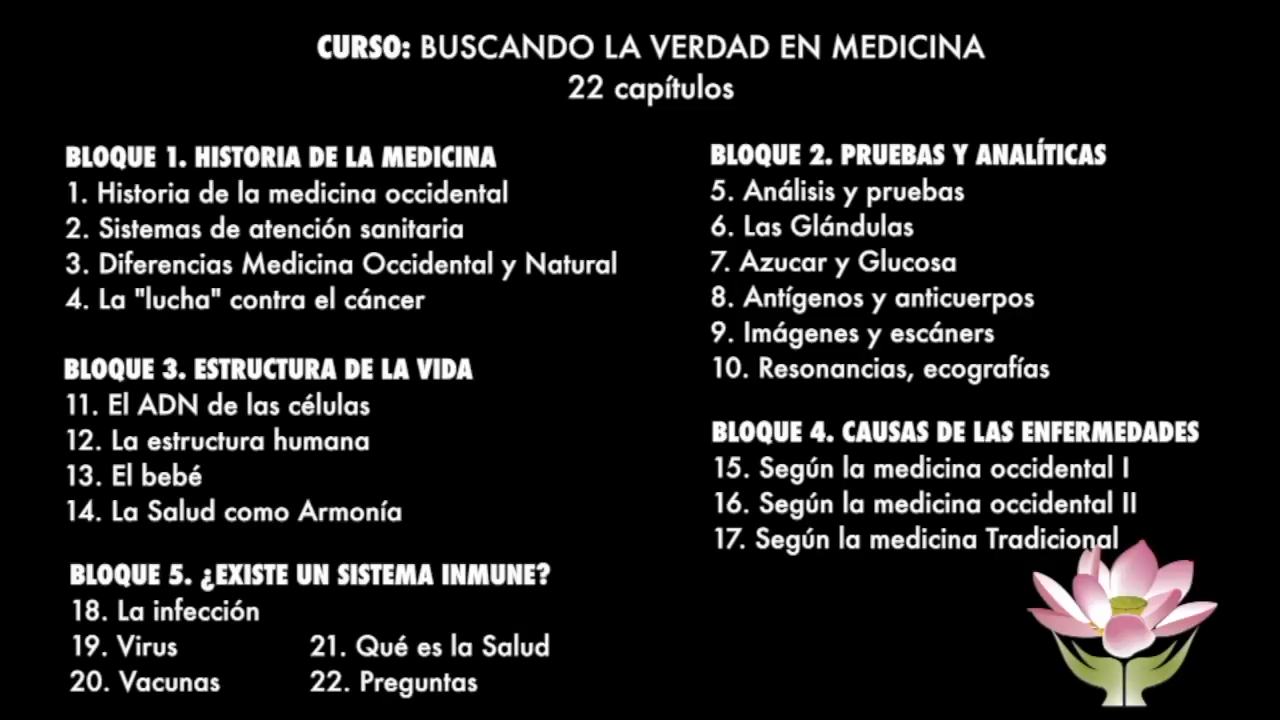 CURSO: BUSCANDO LA VERDAD EN MEDICINA
22 capítulos
BLOQUE 1. HISTORIA DE LA MEDICINA
1. Historia de la medicina occidental
2. Sistemas de atención sanitaria
3. Diferencias Medicina Occidental y Natural
4. La "lucha" contra el cáncer
BLOQUE 2. PRUEBAS Y ANALÍTICAS
5. Análisis y pruebas
6. Las Glándulas
7. Azucar y Glucosa
8. Antígenos y anticuerpos
9. Imágenes y escáners
10. Resonancias, ecografías
BLOQUE 3. ESTRUCTURA DE LA VIDA
11. El ADN de las células
12. La estructura humana
13. El bebé
14. La Salud como Armonía
BLOQUE 4. CAUSAS DE LAS ENFERMEDADES
15. Según la medicina occidental I
16. Según la medicina occidental II
17. Según la medicina Tradicional
BLOQUE 5. ¿EXISTE UN SISTEMA INMUNE?
18. La infección
19. Virus
20. Vacunas
21. Qué es la Salud
22. Preguntas